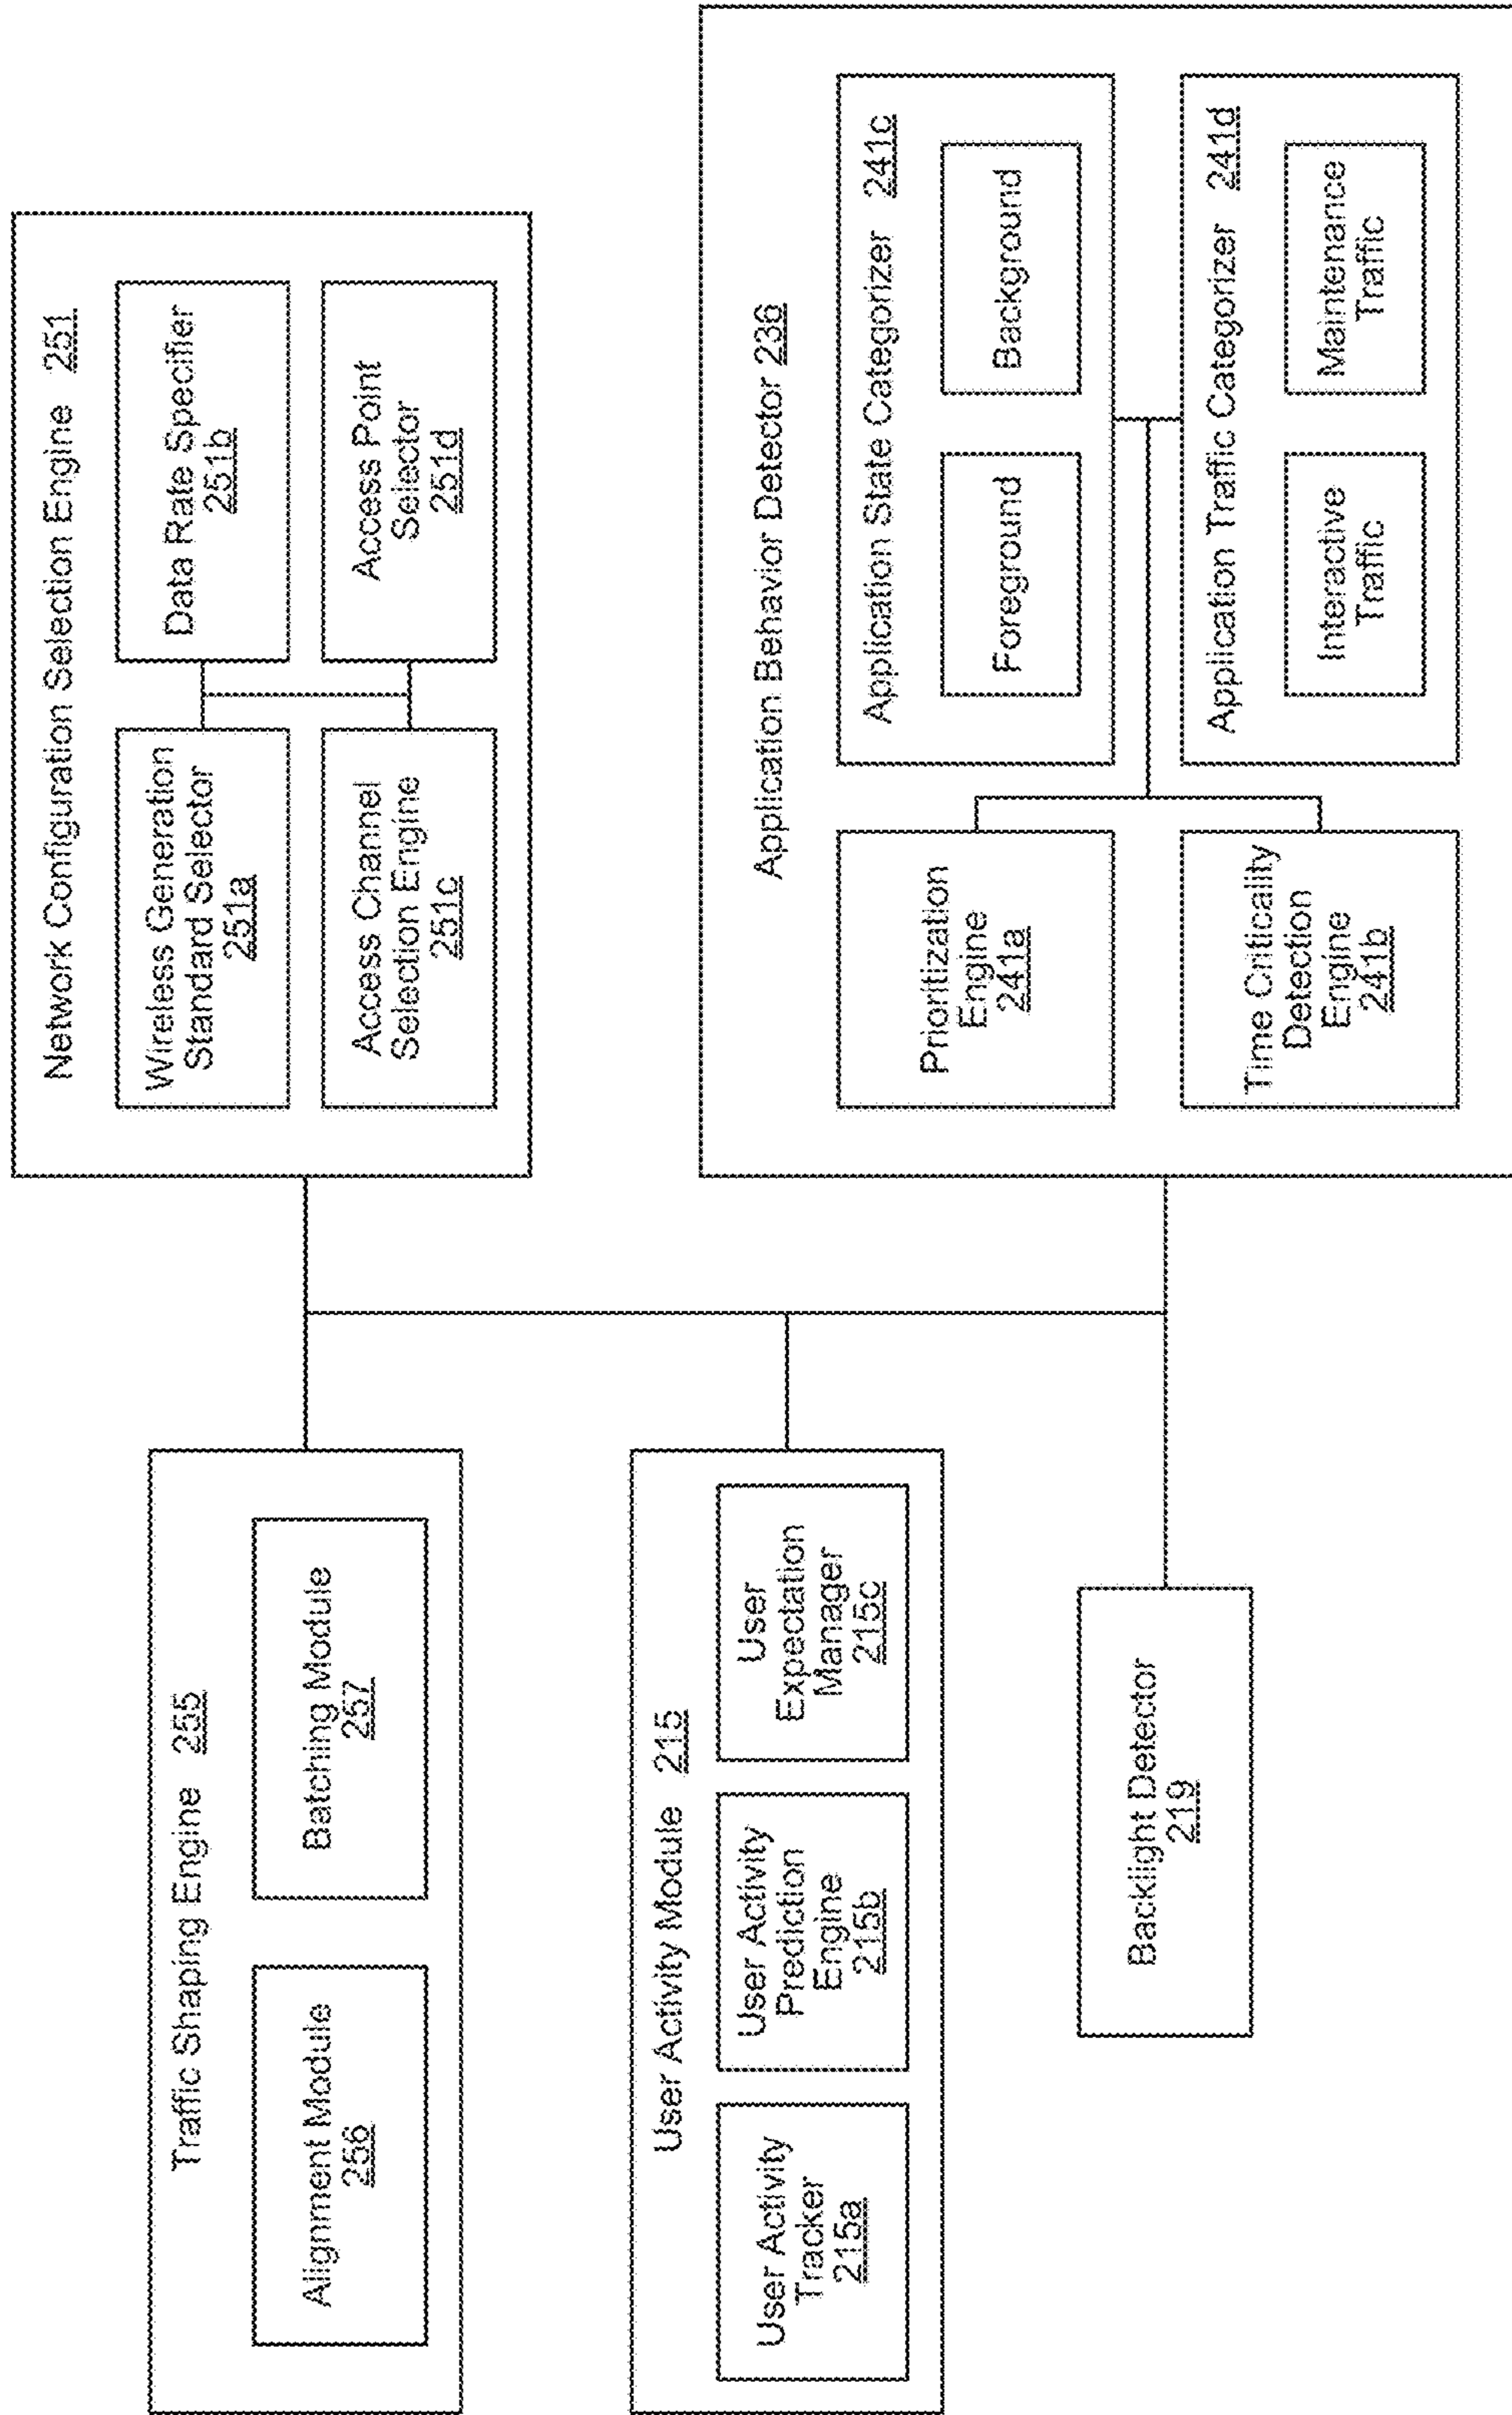 Traffic Shaping Engine 255
Alignment Module
256
Batching Module
257
Network Configuration Selection Engine 251
Wireless Generation
Standard Selector
251a
Data Rate Specifier
251b
Access Channel
Selection Engine
251c
Access Point
Selector
251d
User Activity Module 215
User Activity
Tracker
215a
User Activity
Prediction
Engine
215b
User
Expectation
Manager
215c
Application Behavior Detector 236
Prioritization
Engine
241a
Application State Categorizer 241c
Foreground
Background
Time Criticality
Detection
Engine
241b
Application Traffic Categorizer 241d
Interactive
Traffic
Maintenance
Traffic
Backlight Detector
219